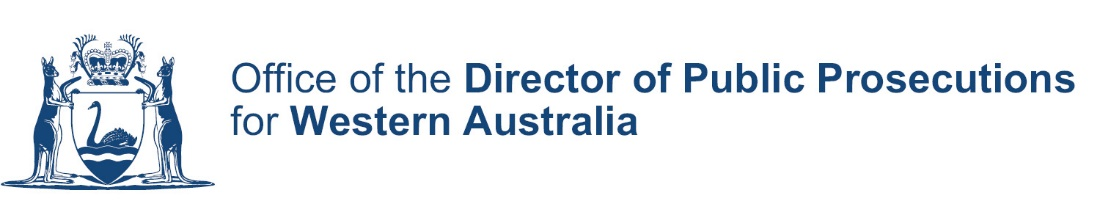 Office of the Director of Public Prosecutions
for Western Australia